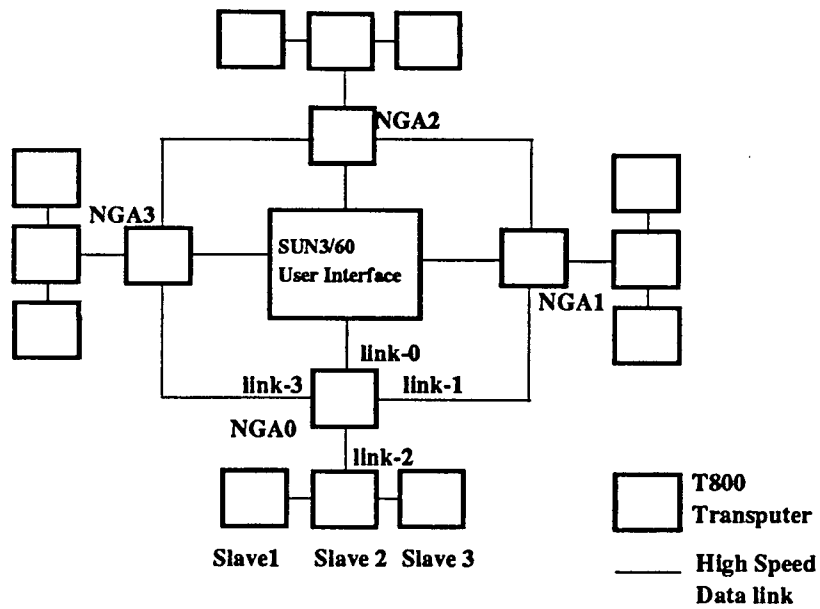 NGA2
NGA3
SUN3/60
User Interface
NGA1
link-0
link-3
link-1
NGA0
link-2
Slave1
Slave 2
Slave 3
T800
Transputer
High Speed
Data link